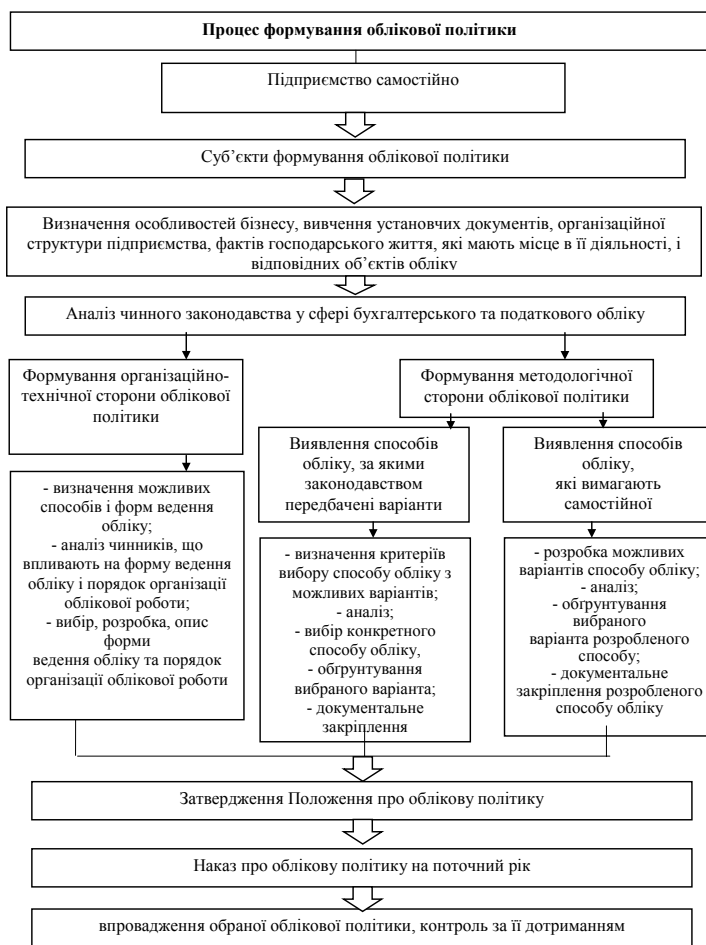 Процес формування облікової політики
Підприємство самостійно
Суб’єкти формування облікової політики
Визначення особливостей бізнесу, вивчення установчих документів, організаційної
структури підприємства, фактів господарського життя, які мають місце в її діяльності, і
відповідних об’єктів обліку
Аналіз чинного законодавства у сфері бухгалтерського та податкового обліку
Формування організаційно-
технічної сторони облікової
політики
Формування методологічної
сторони облікової політики
Виявлення способів
обліку, за якими
законодавством
передбачені варіанти
Виявлення способів
обліку,
які вимагають
самостійної
- визначення можливих
способів і форм ведення
обліку;
- аналіз чинників, що
впливають на форму ведення
обліку і порядок організації
облікової роботи;
- вибір, розробка, опис
форми
ведення обліку та порядок
організації облікової роботи
- визначення критеріїв
вибору способу обліку з
можливих варіантів;
- аналіз;
- вибір конкретного
способу обліку,
- обґрунтування
вибраного варіанта;
- документальне
закріплення
- розробка можливих
варіантів способу обліку;
- аналіз;
- обґрунтування
вибраного
варіанта розробленого
способу;
- документальне
закріплення розробленого
способу обліку
Затвердження Положення про облікову політику
Наказ про облікову політику на поточний рік
впровадження обраної облікової політики, контроль за її дотриманням